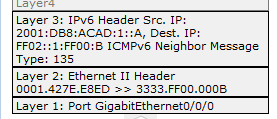 Layer4
Layer 3: IPv6 Header Src. IP:
2001:DB8:ACAD:1::A, Dest. IP:
FF02::1:FF00:B ICMPv6 Neighbor Message
Type: 135
Layer 2: Ethernet II Header
0001.427E.E8ED >> 3333.FF00.000B
Layer 1: Port GigabitEthernet0/0/0